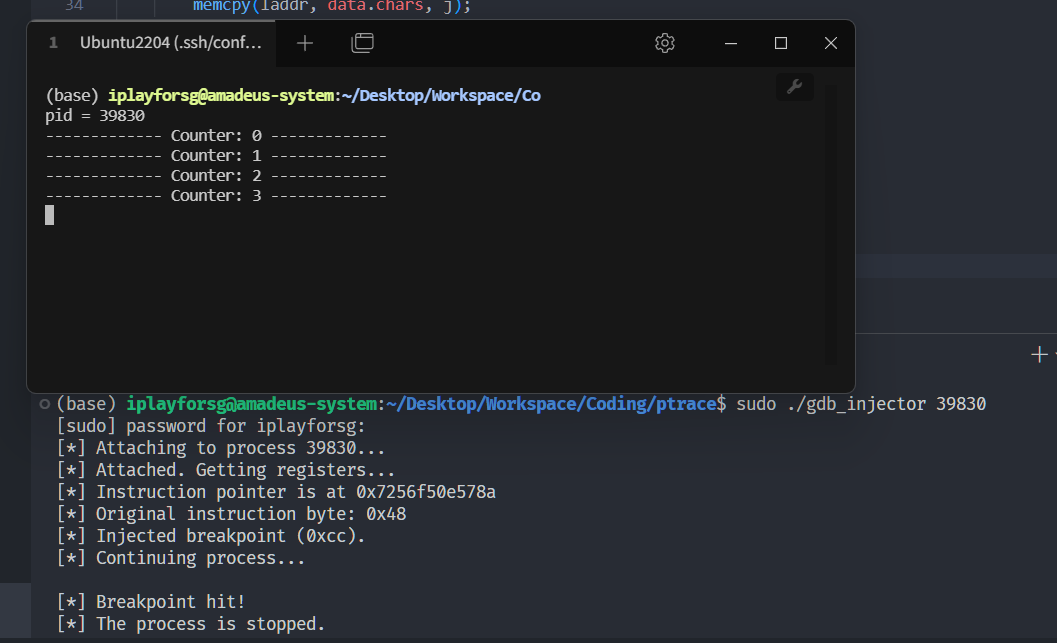 34 memcpy(laddr, data.chars, j);
1 Ubuntu2204 (.ssh/conf...
(base) iplayforsg@amadeus-system:~/Desktop/Workspace/Co
pid = 39830
------------- Counter: 0 -------------
------------- Counter: 1 -------------
------------- Counter: 2 -------------
------------- Counter: 3 -------------
(base) iplayforsg@amadeus-system:~/Desktop/Workspace/Coding/ptrace$ sudo ./gdb_injector 39830
[sudo] password for iplayforsg:
[*] Attaching to process 39830...
[*] Attached. Getting registers...
[*] Instruction pointer is at 0x7256f50e578a
[*] Original instruction byte: 0x48
[*] Injected breakpoint (0xcc).
[*] Continuing process...
[*] Breakpoint hit!
[*] The process is stopped.